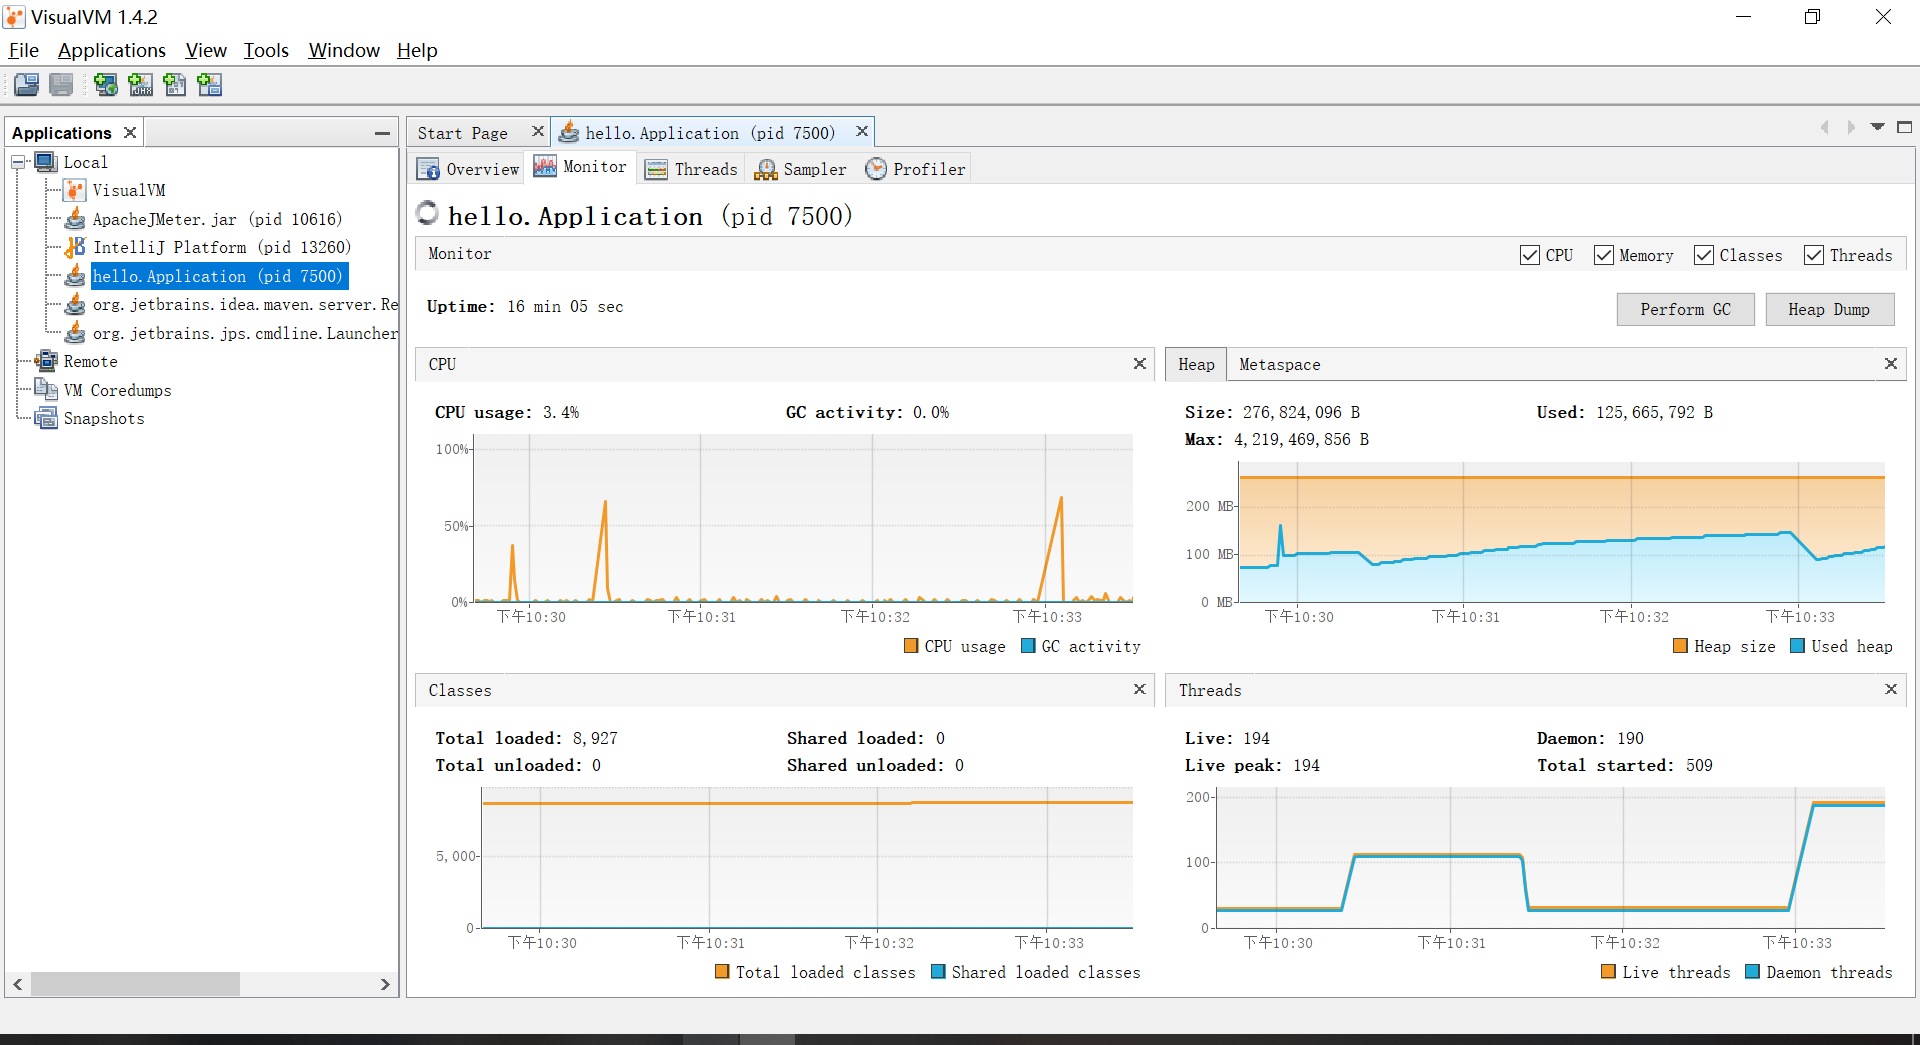 VisualVM 1.4.2
File Applications View Tools Window Help
Applications
Local
VisualVM
ApacheJMeter.jar (pid 10616)
IntelliJ Platform (pid 13260)
hello.Application (pid 7500)
org.jetbrains.idea.maven.server.Re
org.jetbrains.jps.cmdline.Launcher
Remote
VM Coredumps
Snapshots
Start Page hello.Application (pid 7500)
Overview Monitor Threads Sampler Profiler
hello.Application (pid 7500)
Monitor CPU Memory Classes Threads
Uptime: 16 min 05 sec Perform GC Heap Dump
CPU
CPU usage: 3.4% GC activity: 0.0%
100%
50%
0%
下午10:30 下午10:31 下午10:32 下午10:33
CPU usage GC activity
Heap Metaspace
Size: 276,824,096 B Used: 125,665,792 B
Max: 4,219,469,856 B
200 MB
100 MB
0 MB
下午10:30 下午10:31 下午10:32 下午10:33
Heap size Used heap
Classes
Total loaded: 8,927 Shared loaded: 0
Total unloaded: 0 Shared unloaded: 0
5,000
0
下午10:30 下午10:31 下午10:32 下午10:33
Total loaded classes Shared loaded classes
Threads
Live: 194 Daemon: 190
Live peak: 194 Total started: 509
200
100
0
下午10:30 下午10:31 下午10:32 下午10:33
Live threads Daemon threads